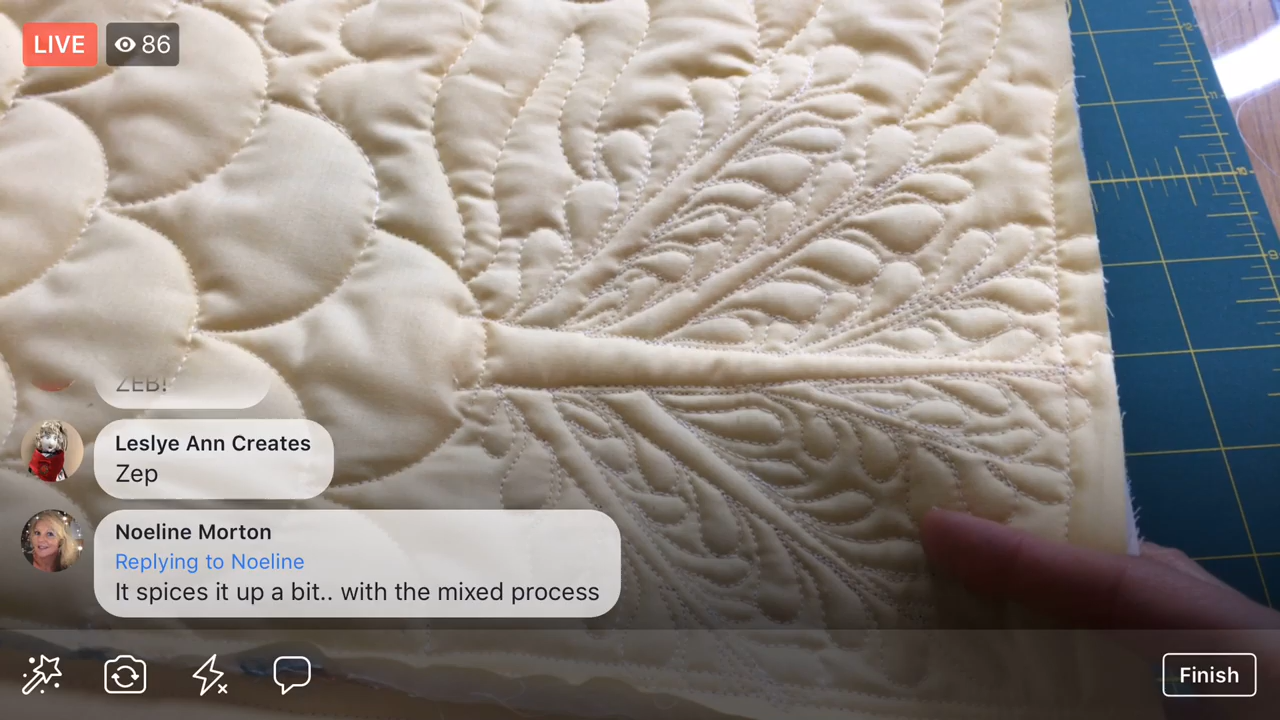 LIVE 86
ZEB!
Leslye Ann Creates
Zep
Noeline Morton
Replying to Noeline
It spices it up a bit.. with the mixed process
Finish